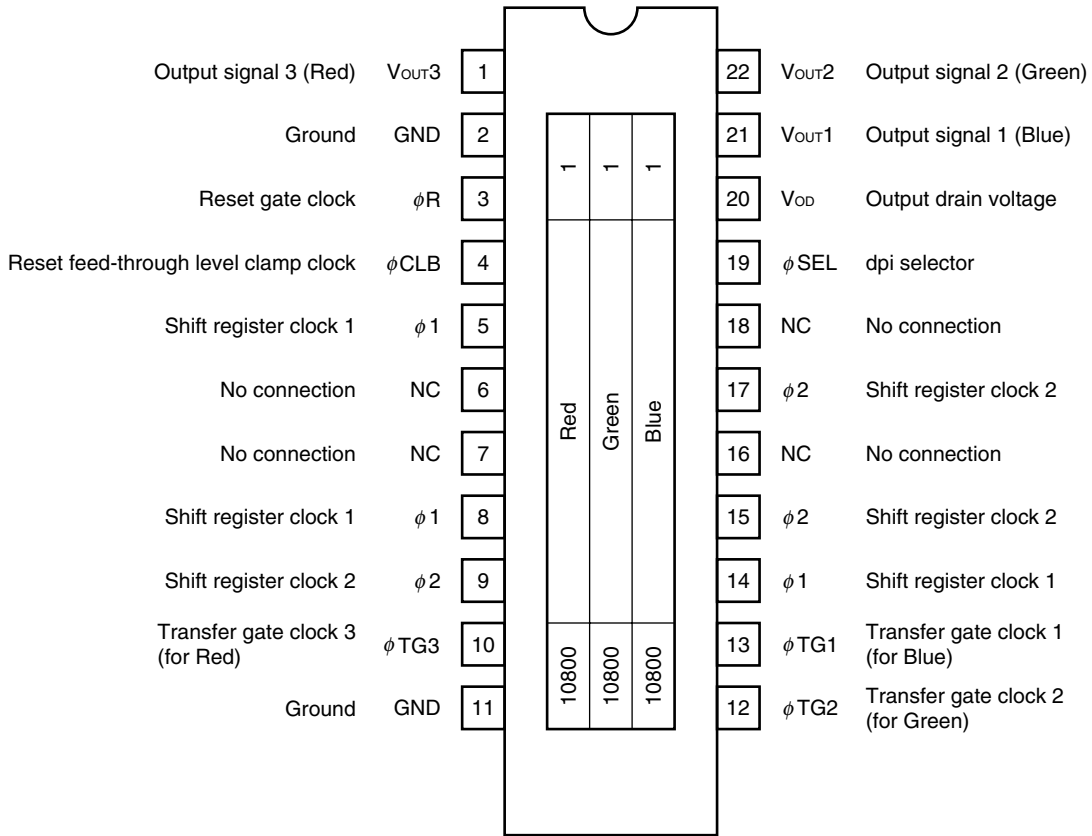 Output signal 3 (Red) VOUT3 1
22 VOUT2 Output signal 2 (Green)
Ground GND 2
21 VOUT1 Output signal 1 (Blue)
Reset gate clock ϕR 3
20 VOD Output drain voltage
Reset feed-through level clamp clock ϕCLB 4
19 ϕSEL dpi selector
Shift register clock 1 ϕ1 5
18 NC No connection
No connection NC 6
17 ϕ2 Shift register clock 2
No connection NC 7
16 NC No connection
Shift register clock 1 ϕ1 8
15 ϕ2 Shift register clock 2
Shift register clock 2 ϕ2 9
14 ϕ1 Shift register clock 1
Transfer gate clock 3
(for Red)
ϕTG3 10
13 ϕTG1
Transfer gate clock 1
(for Blue)
Ground GND 11
12 ϕTG2
Transfer gate clock 2
(for Green)
1
1
1
Red
Green
Blue
10800
10800
10800